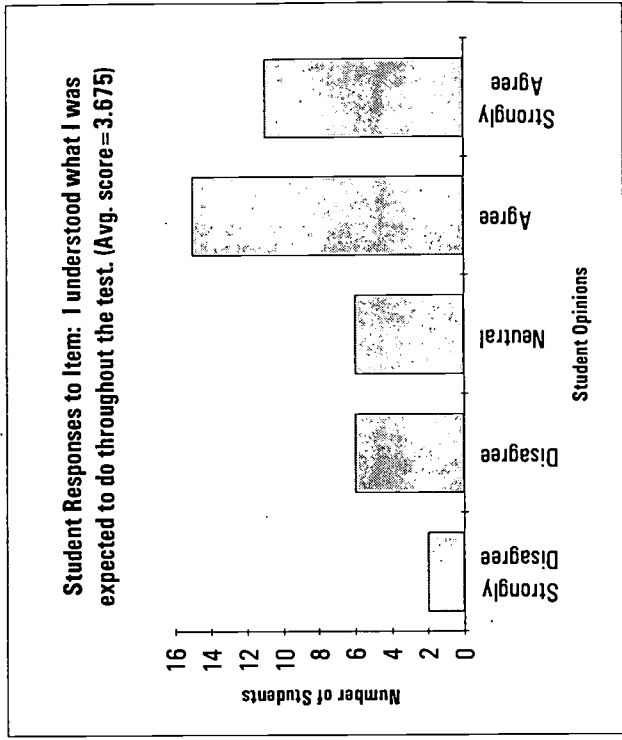 Student Responses to Item: I understood what I was
expected to do throughout the test. (Avg. score=3.675)
Number of Students
16
14
12
10
8
6
4
2
0
Strongly
Disagree
Disagree
Neutral
Agree
Strongly
Agree
Student Opinions